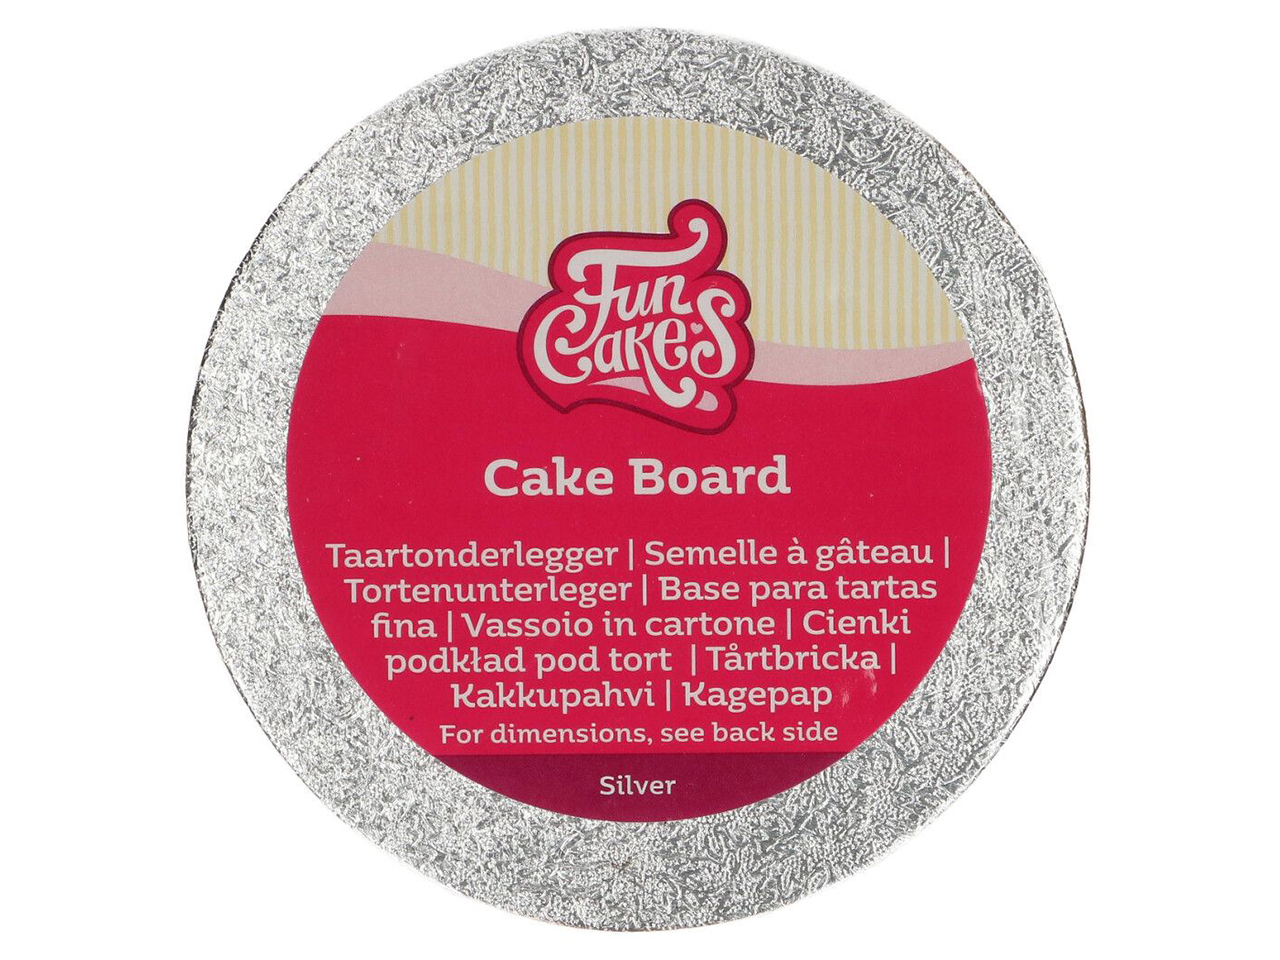 Fun
Cakes
Cake Board
Taartonderlegger | Semelle à gâteau |
Tortenunterleger | Base para tartas
fina | Vassoio in cartone | Cienki
podkład pod tort | Tårtbricka |
Kakkupahvi | Kagepap
For dimensions, see back side
Silver